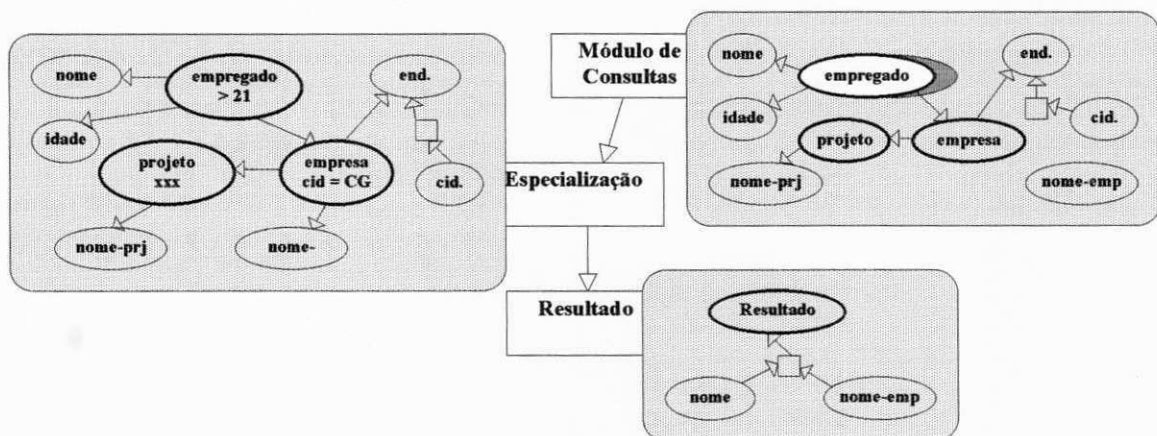 nome
empregado
> 21
end.
idade
projeto
xxx
empresa
cid = CG
cid.
nome-prj
nome-
Módulo de
Consultas
Especialização
Resultado
nome
empregado
end.
idade
projeto
empresa
cid.
nome-prj
nome-emp
Resultado
nome
nome-emp